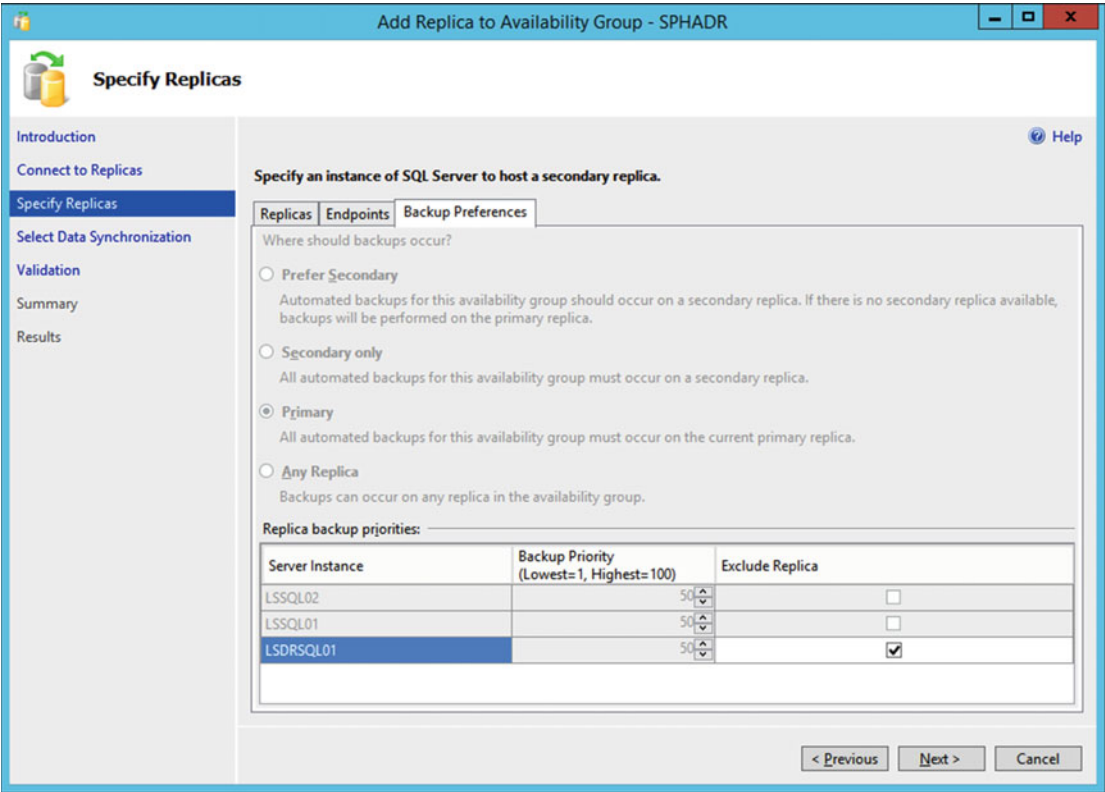 Add Replica to Availability Group - SPHADR
Specify Replicas
Introduction
Connect to Replicas
Specify Replicas
Select Data Synchronization
Validation
Summary
Results
Help
Specify an instance of SQL Server to host a secondary replica.
Replicas Endpoints Backup Preferences
Where should backups occur?
Prefer Secondary
Automated backups for this availability group should occur on a secondary replica. If there is no secondary replica available,
backups will be performed on the primary replica.
Secondary only
All automated backups for this availability group must occur on a secondary replica.
Primary
All automated backups for this availability group must occur on the current primary replica.
Any Replica
Backups can occur on any replica in the availability group.
Replica backup priorities:
Server Instance
Backup Priority
(Lowest=1, Highest=100)
Exclude Replica
LSSQL02 50
LSSQL01 50
LSDRSQL01 50
< Previous Next > Cancel